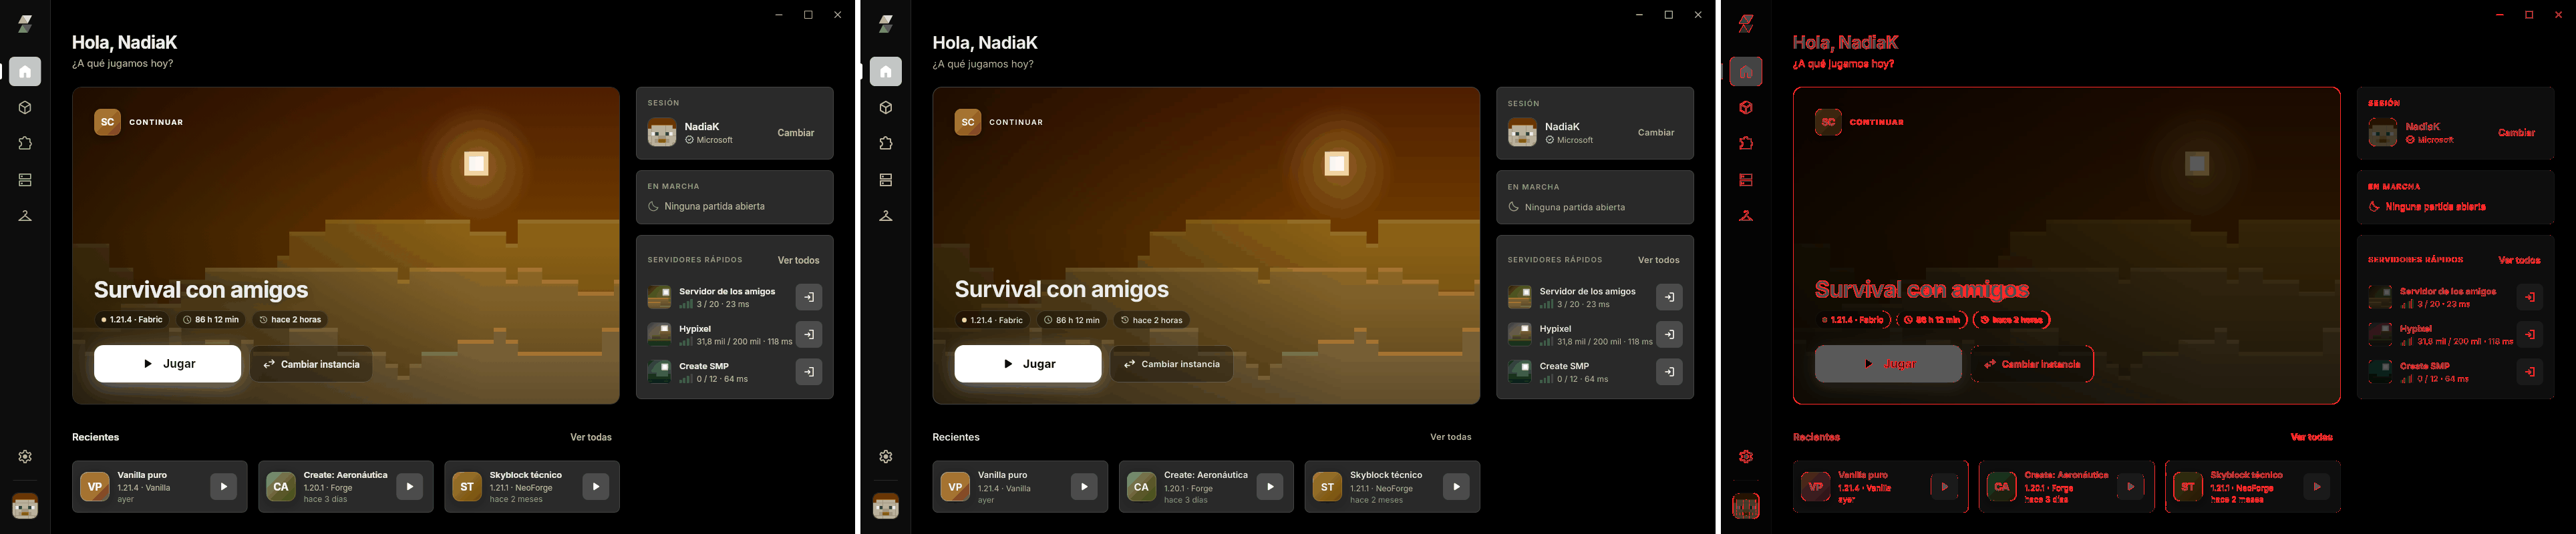 Hola, NadiaK
¿A qué jugamos hoy?
SC CONTINUAR
Survival con amigos
1.21.4 · Fabric
86 h 12 min
hace 2 horas
Jugar
Cambiar instancia
SESIÓN
NadiaK
Microsoft
Cambiar
EN MARCHA
Ninguna partida abierta
SERVIDORES RÁPIDOS
Ver todos
Servidor de los amigos
3 / 20 · 23 ms
Hypixel
31,8 mil / 200 mil · 118 ms
Create SMP
0 / 12 · 64 ms
Recientes
Ver todas
VP
Vanilla puro
1.21.4 · Vanilla
ayer
CA
Create: Aeronáutica
1.20.1 · Forge
hace 3 días
ST
Skyblock técnico
1.21.1 · NeoForge
hace 2 meses
Hola, NadiaK
¿A qué jugamos hoy?
SC CONTINUAR
Survival con amigos
1.21.4 · Fabric
86 h 12 min
hace 2 horas
Jugar
Cambiar instancia
SESIÓN
NadiaK
Microsoft
Cambiar
EN MARCHA
Ninguna partida abierta
SERVIDORES RÁPIDOS
Ver todos
Servidor de los amigos
3 / 20 · 23 ms
Hypixel
31,8 mil / 200 mil · 118 ms
Create SMP
0 / 12 · 64 ms
Recientes
Ver todas
VP
Vanilla puro
1.21.4 · Vanilla
ayer
CA
Create: Aeronáutica
1.20.1 · Forge
hace 3 días
ST
Skyblock técnico
1.21.1 · NeoForge
hace 2 meses
Hola, NadiaK
¿A qué jugamos hoy?
SC CONTINUAR
Survival con amigos
1.21.4 · Fabric
86 h 12 min
hace 2 horas
Jugar
Cambiar instancia
SESIÓN
NadiaK
Microsoft
Cambiar
EN MARCHA
Ninguna partida abierta
SERVIDORES RÁPIDOS
Ver todos
Servidor de los amigos
3 / 20 · 23 ms
Hypixel
31,8 mil / 200 mil · 118 ms
Create SMP
0 / 12 · 64 ms
Recientes
Ver todas
VP
Vanilla puro
1.21.4 · Vanilla
ayer
CA
Create: Aeronáutica
1.20.1 · Forge
hace 3 días
ST
Skyblock técnico
1.21.1 · NeoForge
hace 2 meses